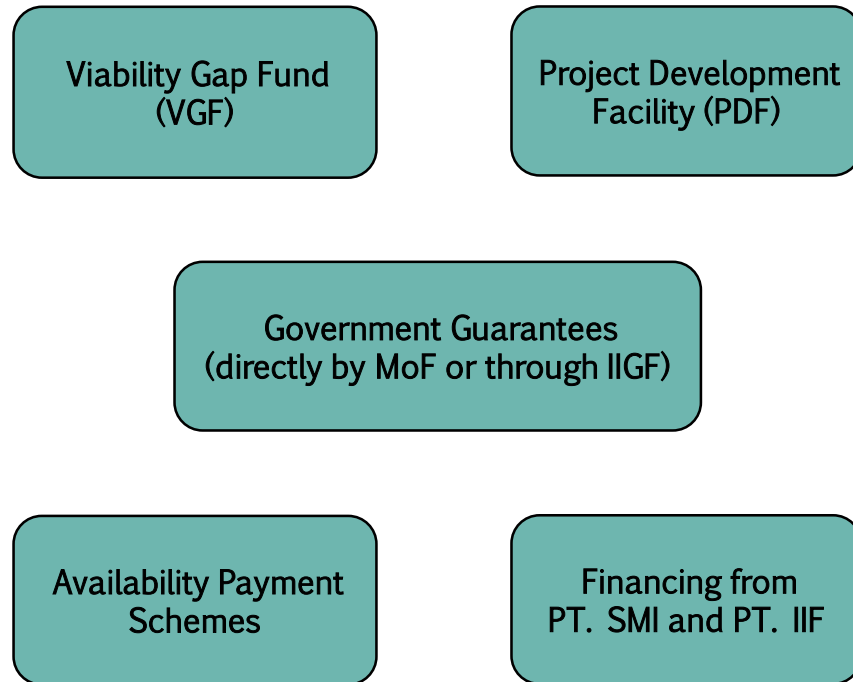 Viability Gap Fund
(VGF)
Project Development
Facility (PDF)
Government Guarantees
(directly by MoF or through IIGF)
Availability Payment
Schemes
Financing from
PT. SMI and PT. IIF